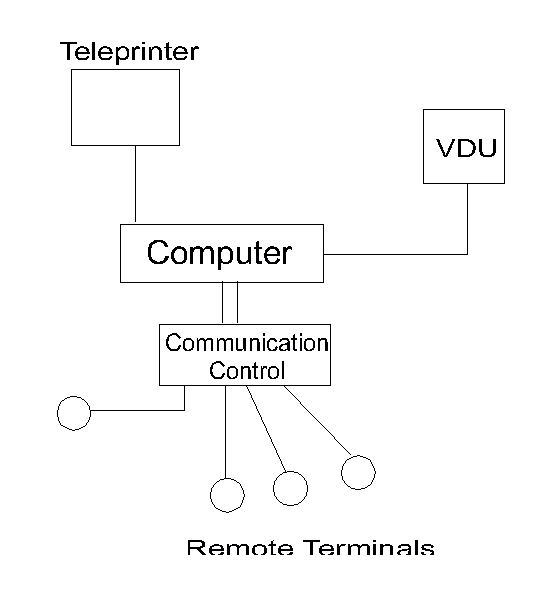 Teleprinter
VDU
Computer
Communication
Control
Remote Terminals